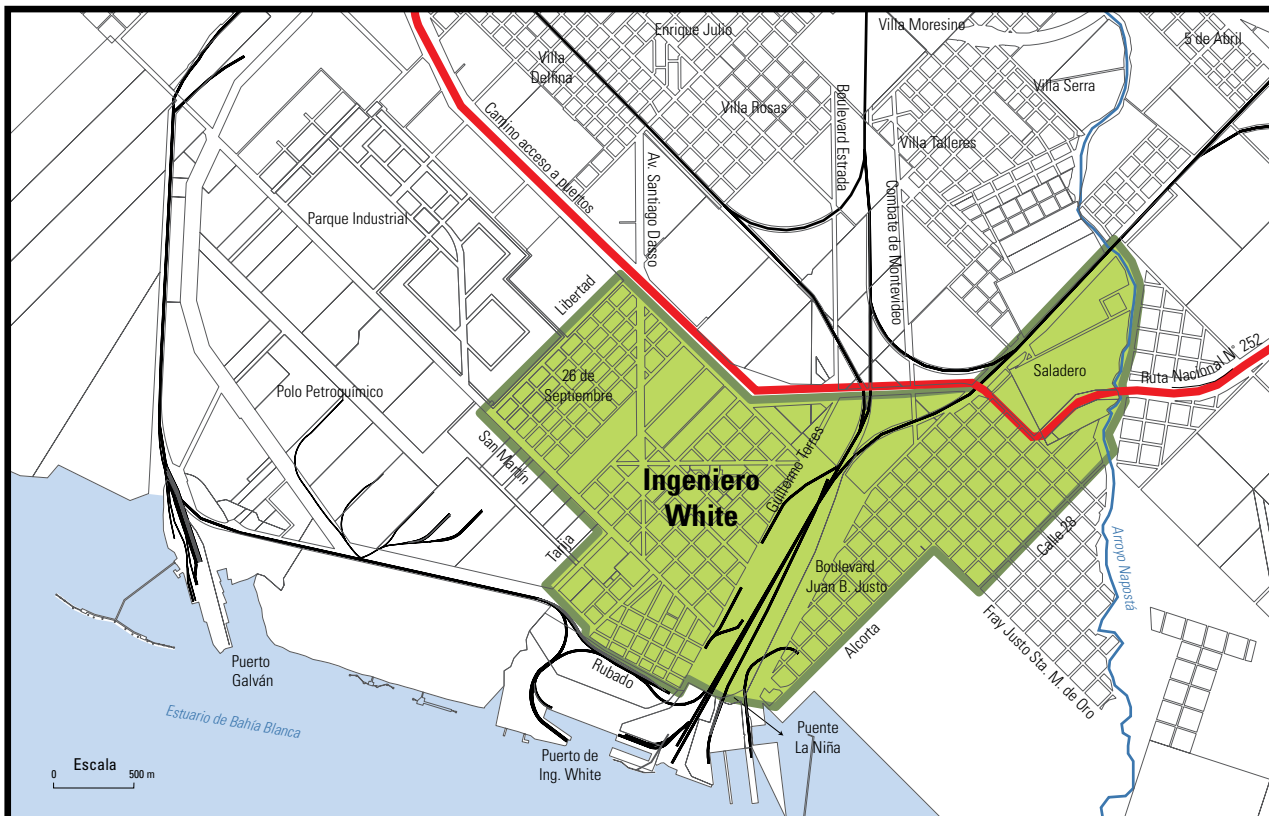 Enrique Julio
Villa Moresino
5 de Abril
Villa
Delfina
Villa Serra
Villa Rosas
Boulevard Estrada
Villa Talleres
Camino acceso a puertos
Av. Santiago Dasso
Combate de Montevideo
Parque Industrial
Libertad
Ruta Nacional N° 252
Saladero
26 de
Septiembre
Polo Petroquímico
San Martín
Guillermo Torres
Ingeniero
White
Tarija
Calle 28
Boulevard
Juan B. Justo
Arroyo Napostá
Alcorta
Fray Justo Sta. M. de Oro
Rubado
Puerto
Galván
Estuario de Bahía Blanca
Puente
La Niña
Puerto de
Ing. White
Escala
0 500 m